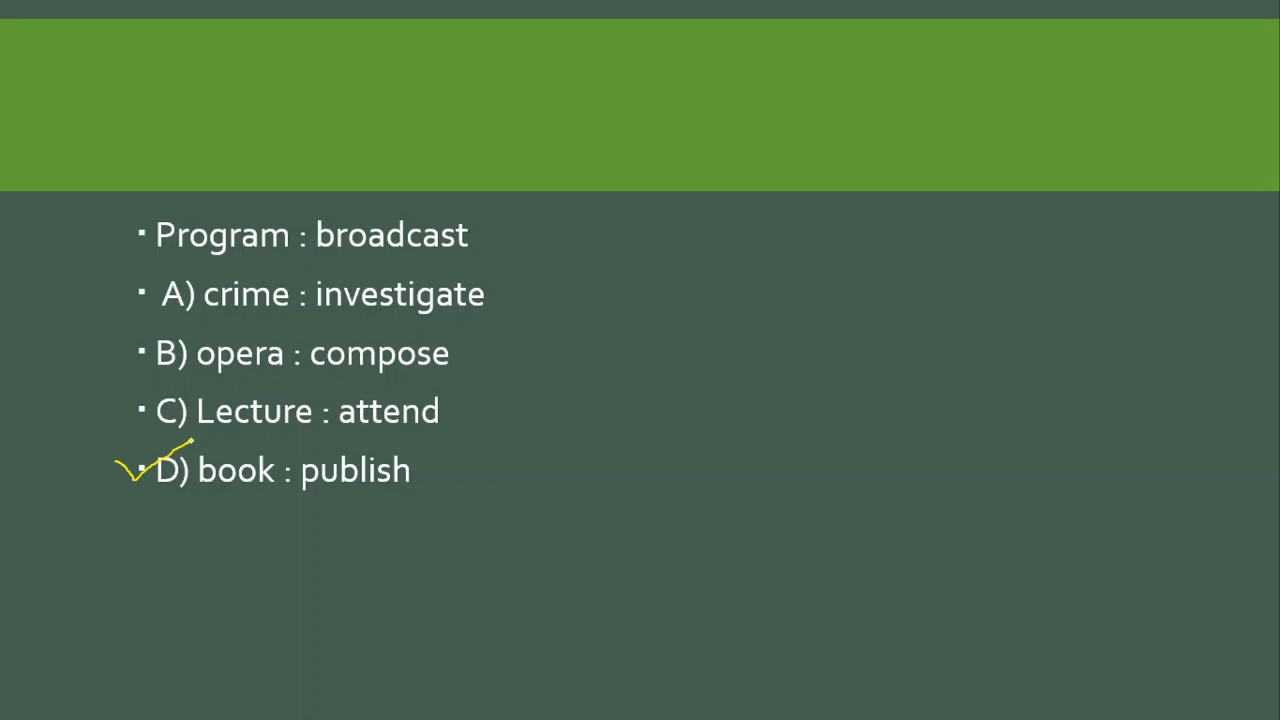 ▪ Program : broadcast
▪ A) crime : investigate
▪ B) opera : compose
▪ C) Lecture : attend
▪ D) book : publish